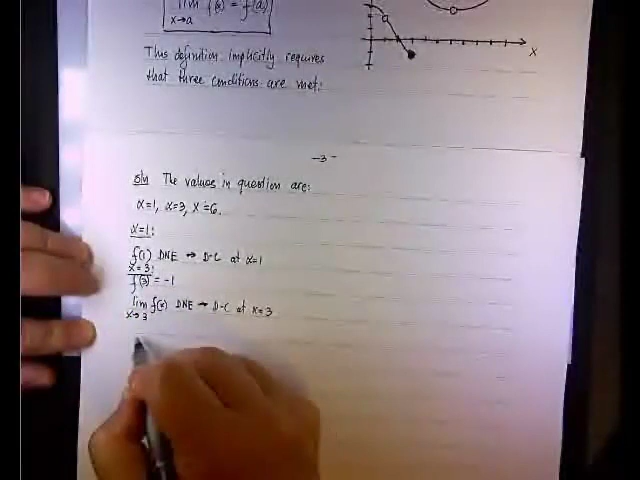 lim f(x) = f(a)
x→a
x
This definition implicitly requires
that three conditions are met:
-3-
Soln The values in question are:
x=1, x=3, x=6.
x=1:
f(1) DNE → D-C at x=1
x=3:
f(3) = -1
lim f(x) DNE → D-C at x=3
x→3